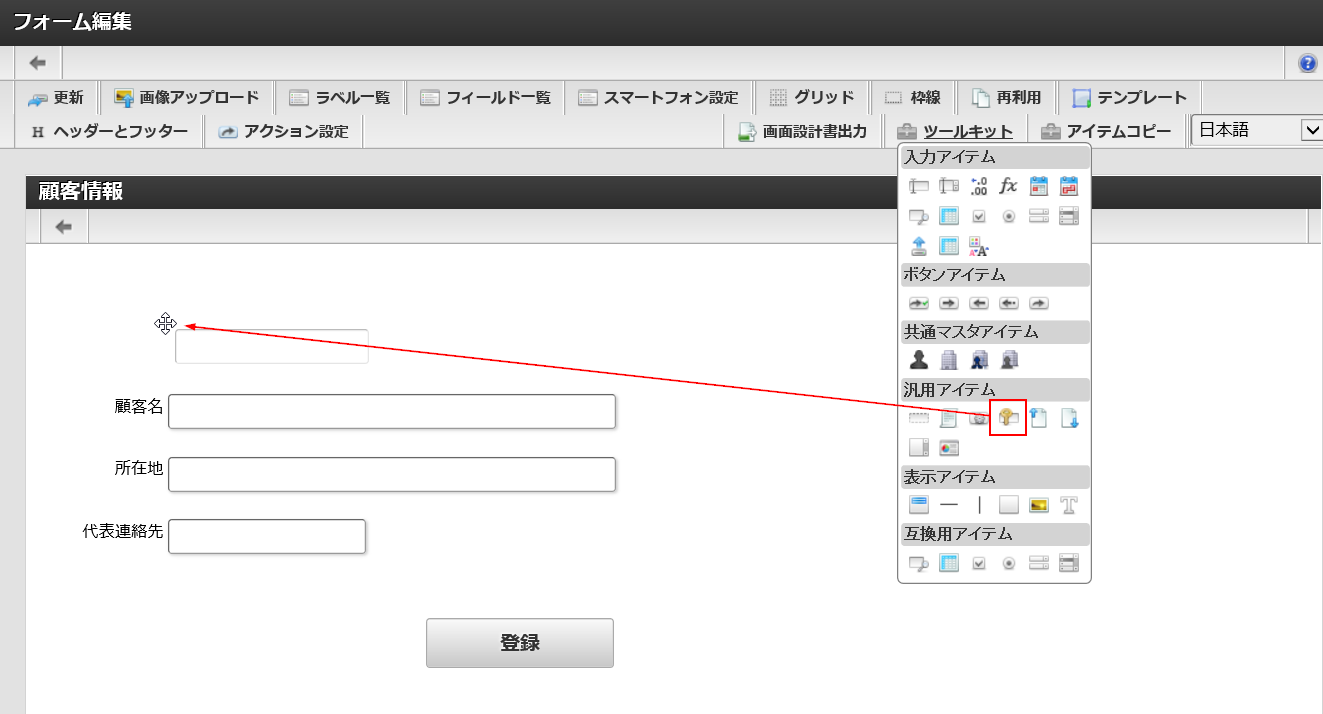 フォーム編集
更新 画像アップロード ラベル一覧 フィールド一覧 スマートフォン設定 グリッド 枠線 再利用 テンプレート
H ヘッダーとフッター アクション設定 画面設計書出力 ツールキット アイテムコピー 日本語
入力アイテム
ボタンアイテム
共通マスタアイテム
汎用アイテム
表示アイテム
互換用アイテム
顧客情報
顧客名
所在地
代表連絡先
登録